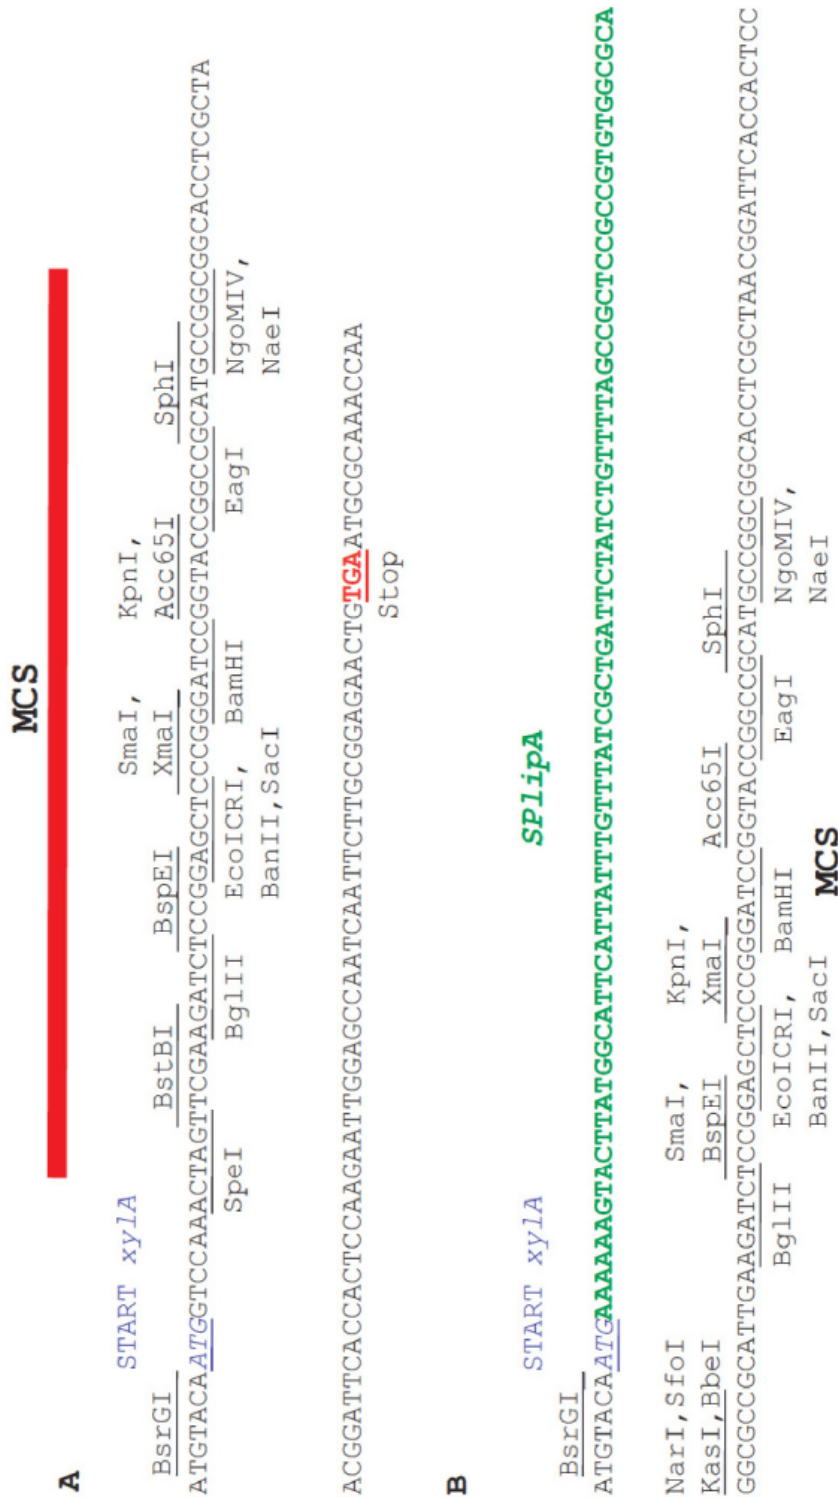 A
MCS
START xylA
SmaI, KpnI,
BsrGI BstBI BspEI XmaI Acc65I SphI
ATGTACAATGGTCCAAACTAGTTCGAAGATCTCCGGAGCTCCCGGGATCCGGTACCGGCCGCATGCCGGCGGCACCTCGCTA
SpeI BglII EcoICRI, BamHI EagI NgoMIV,
BanII,SacI NaeI
ACGGATTCACCACTCCAAGAATTGGAGCCAATCAATTCTTGCGGAGAACTGTGAATGCGCAAACCAA
Stop
B
START xylA SPlipA
BsrGI
ATGTACAATGAAAAAAGTACTTATGGCATTCATTATTTGTTTATCGCTGATTCTATCTGTTTTAGCCGCTCCGCCGTGTGGCGCA
NarI,SfoI SmaI, KpnI,
KasI,BbeI BspEI XmaI Acc65I SphI
GGCGCCGCATTGAAGATCTCCGGAGCTCCCGGGATCCGGTACCGGCCGCATGCCGGCGGCACCTCGCTAACGGATTCACCACTCC
BglII EcoICRI, BamHI EagI NgoMIV,
BanII,SacI NaeI
MCS